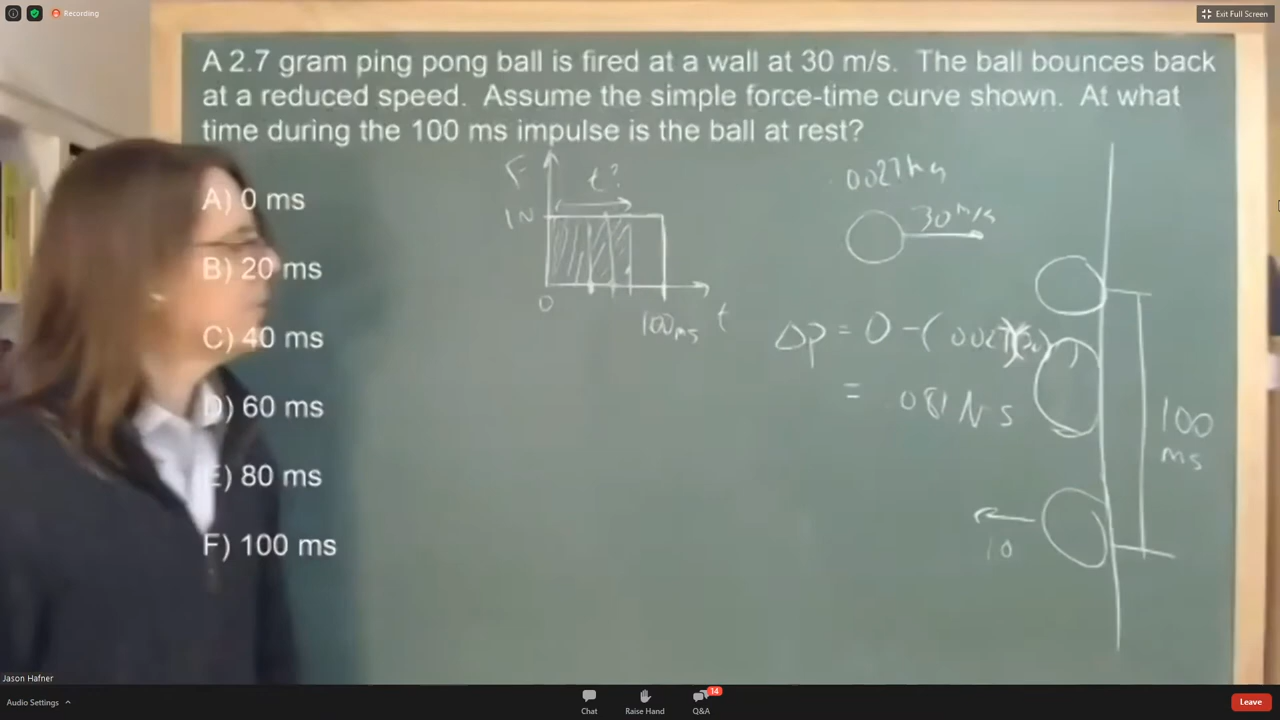 Recording
Exit Full Screen
A 2.7 gram ping pong ball is fired at a wall at 30 m/s. The ball bounces back
at a reduced speed. Assume the simple force-time curve shown. At what
time during the 100 ms impulse is the ball at rest?
A) 0 ms
B) 20 ms
C) 40 ms
D) 60 ms
E) 80 ms
F) 100 ms
F
t?
1N
0
100ms
t
.0027kg
30 m/s
Δp = 0 - (.0027)(30)
= .081 N s
100
ms
10
Jason Hafner
Audio Settings
Chat
Raise Hand
Q&A
14
Leave